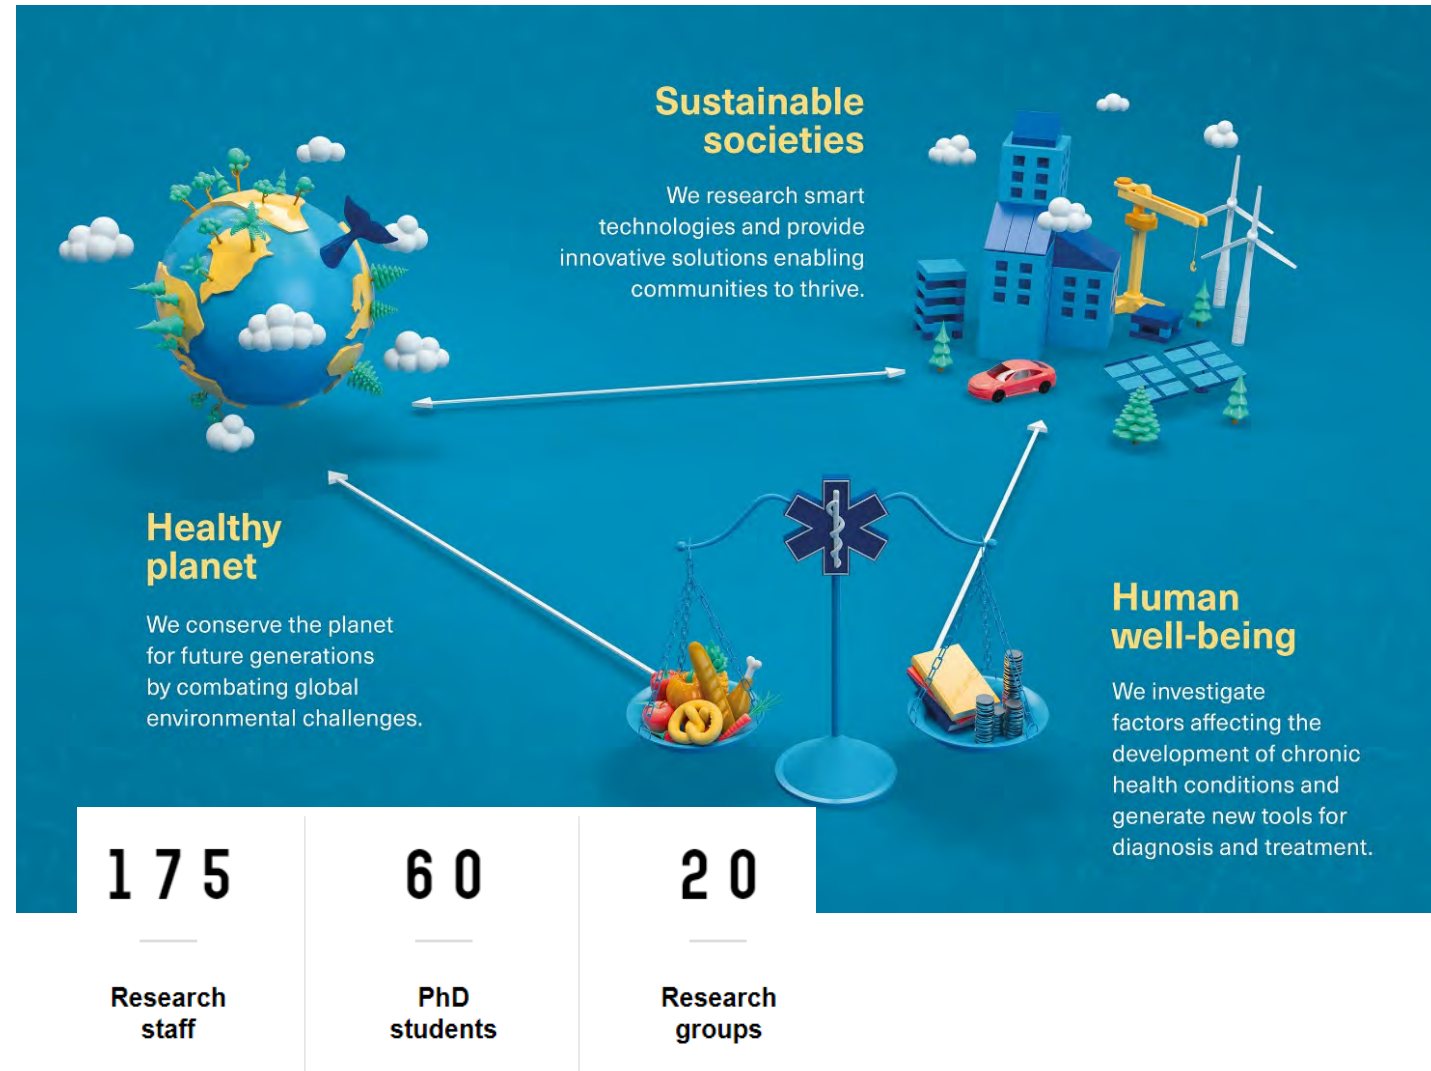 Sustainable
societies
We research smart
technologies and provide
innovative solutions enabling
communities to thrive.
Healthy
planet
We conserve the planet
for future generations
by combating global
environmental challenges.
Human
well-being
We investigate
factors affecting the
development of chronic
health conditions and
generate new tools for
diagnosis and treatment.
175
Research
staff
60
PhD
students
20
Research
groups